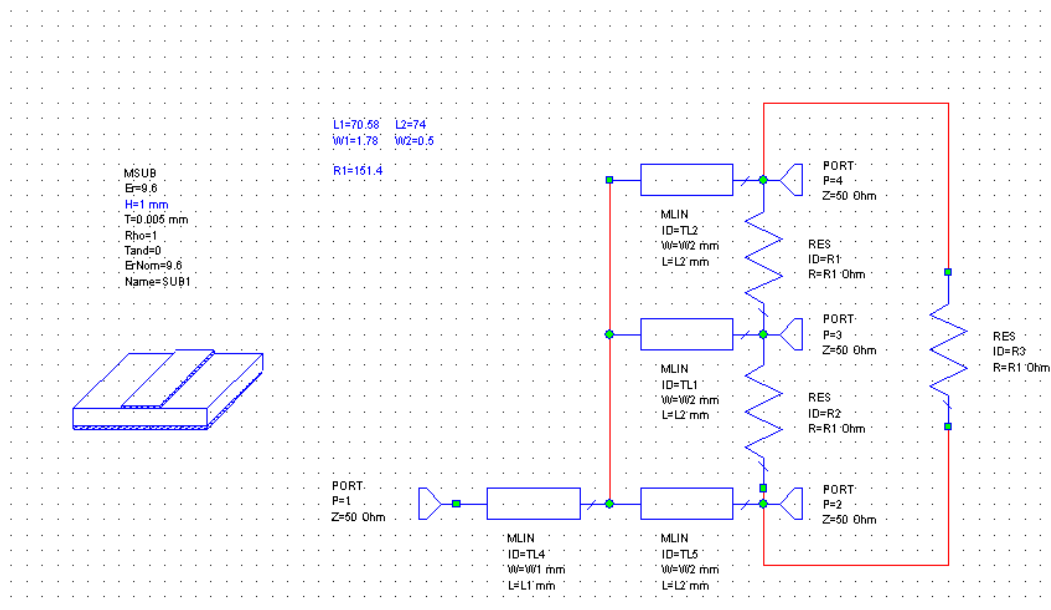 L1=70.58 L2=74
W1=1.78 W2=0.5
R1=151.4
MSUB
Er=9.6
H=1 mm
T=0.005 mm
Rho=1
Tand=0
ErNom=9.6
Name=SUB1
PORT
P=4
Z=50 Ohm
MLIN
ID=TL2
W=W2 mm
L=L2 mm
RES
ID=R1
R=R1 Ohm
PORT
P=3
Z=50 Ohm
RES
ID=R3
R=R1 Ohm
MLIN
ID=TL1
W=W2 mm
L=L2 mm
RES
ID=R2
R=R1 Ohm
PORT
P=1
Z=50 Ohm
PORT
P=2
Z=50 Ohm
MLIN
ID=TL4
W=W1 mm
L=L1 mm
MLIN
ID=TL5
W=W2 mm
L=L2 mm